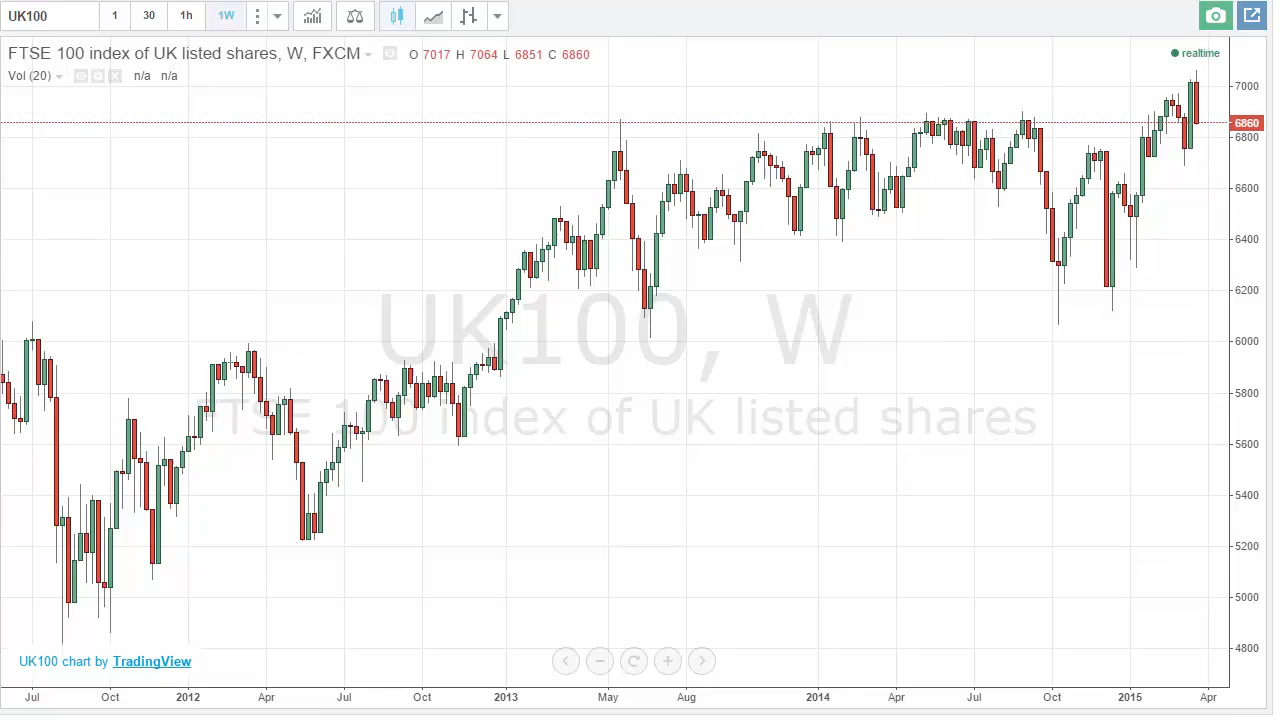 UK100 1 30 1h 1W
FTSE 100 index of UK listed shares, W, FXCM O 7017 H 7064 L 6851 C 6860
realtime
Vol (20) n/a n/a
7000
6860
6800
6600
6400
6200
UK100, W
6000
5800
FTSE 100 index of UK listed shares
5600
5400
5200
5000
4800
UK100 chart by TradingView
Jul Oct 2012 Apr Jul Oct 2013 May Aug 2014 Apr Jul Oct 2015 Apr